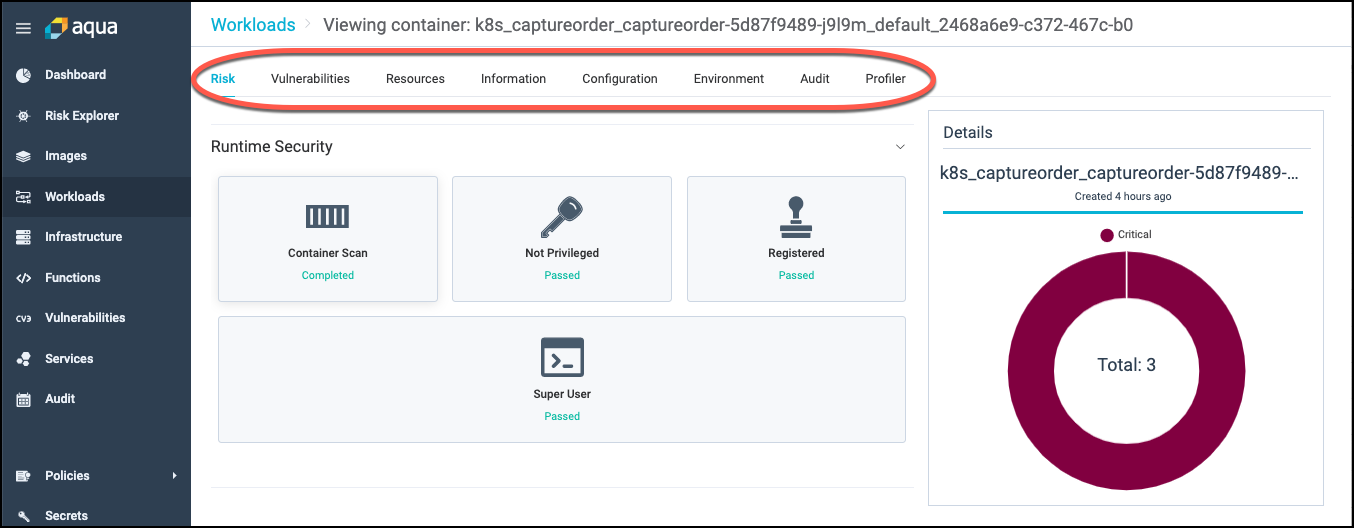 aqua
Workloads > Viewing container: k8s_captureorder_captureorder-5d87f9489-j9l9m_default_2468a6e9-c372-467c-b0
Dashboard
Risk Explorer
Images
Workloads
Infrastructure
Functions
CVE Vulnerabilities
Services
Audit
Policies
Secrets
Risk Vulnerabilities Resources Information Configuration Environment Audit Profiler
Runtime Security
Container Scan
Completed
Not Privileged
Passed
Registered
Passed
Super User
Passed
Details
k8s_captureorder_captureorder-5d87f9489-...
Created 4 hours ago
Critical
Total: 3